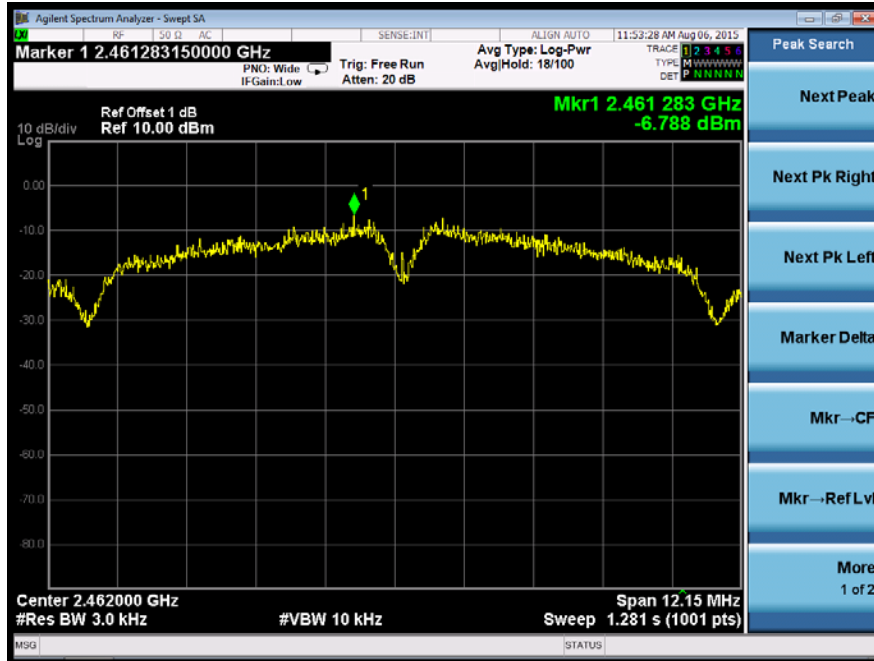 Agilent Spectrum Analyzer - Swept SA
RF 50 Ω AC SENSE:INT ALIGN AUTO 11:53:28 AM Aug 06, 2015
Marker 1 2.461283150000 GHz
PNO: Wide
IFGain:Low
Trig: Free Run
Atten: 20 dB
Avg Type: Log-Pwr
Avg|Hold: 18/100
TRACE 1 2 3 4 5 6
TYPE M WWWWW
DET P N N N N N
Peak Search
Mkr1 2.461 283 GHz
-6.788 dBm
Ref Offset 1 dB
10 dB/div Ref 10.00 dBm
Log
0.00
-10.0
-20.0
-30.0
-40.0
-50.0
-60.0
-70.0
-80.0
1
Next Peak
Next Pk Right
Next Pk Left
Marker Delta
Mkr→CF
Mkr→Ref Lvl
More
1 of 2
Center 2.462000 GHz Span 12.15 MHz
#Res BW 3.0 kHz #VBW 10 kHz Sweep 1.281 s (1001 pts)
MSG STATUS